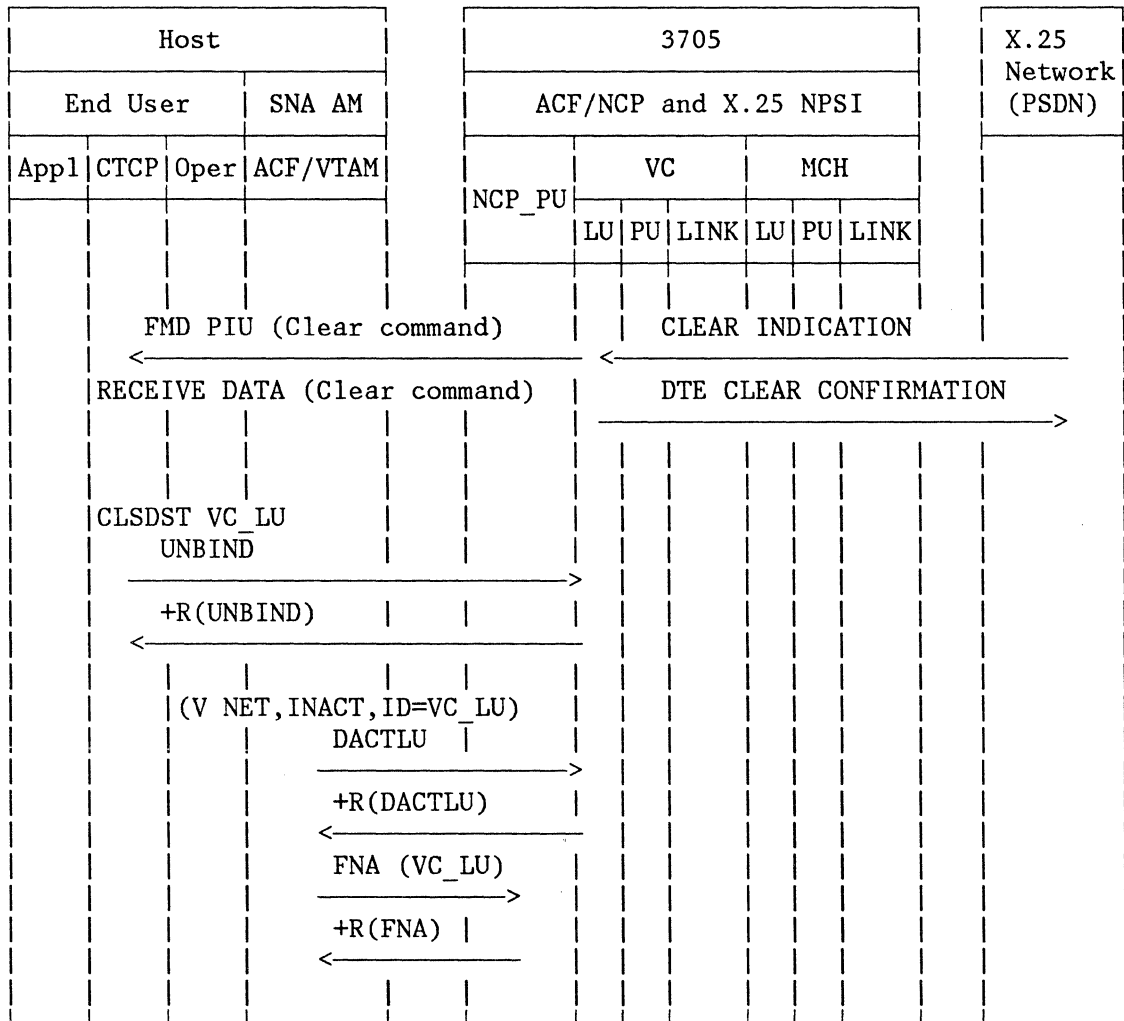 Host 3705 X.25
Network
End User SNA AM ACF/NCP and X.25 NPSI (PSDN)
Appl CTCP Oper ACF/VTAM VC MCH
NCP_PU
LU PU LINK LU PU LINK
FMD PIU (Clear command) CLEAR INDICATION
RECEIVE DATA (Clear command) DTE CLEAR CONFIRMATION
CLSDST VC_LU
UNBIND
+R(UNBIND)
(V NET,INACT,ID=VC_LU)
DACTLU
+R(DACTLU)
FNA (VC_LU)
+R(FNA)